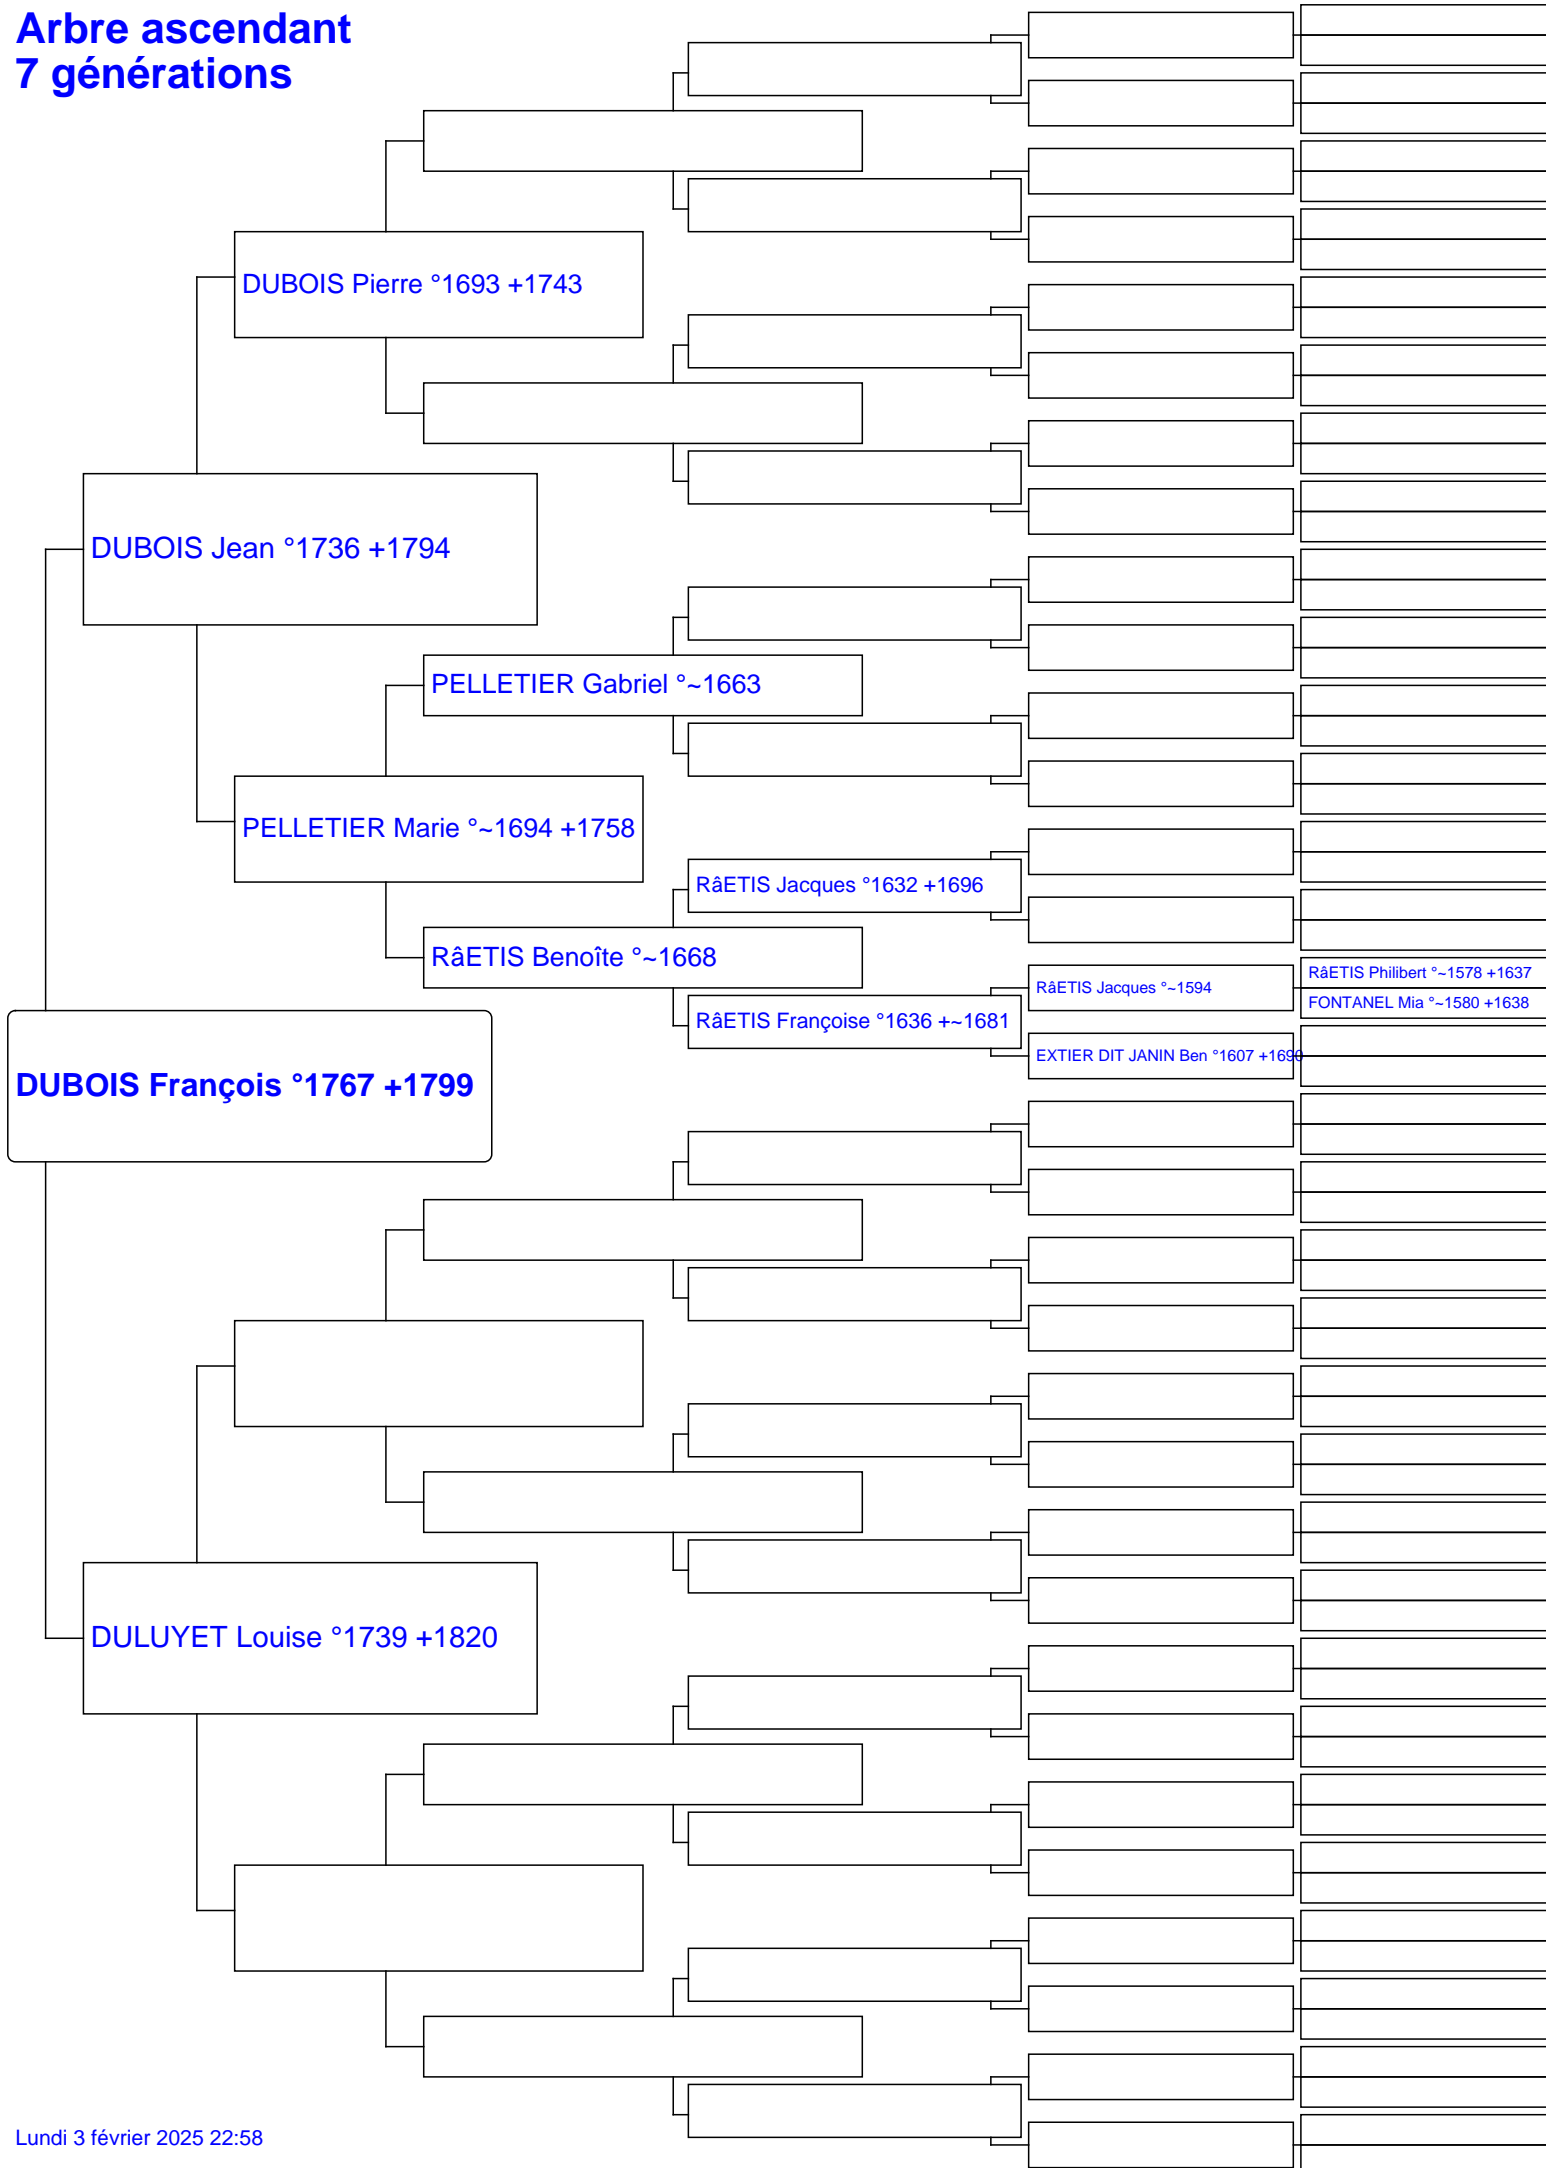 Arbre ascendant
7 générations
DUBOIS Pierre °1693 +1743
DUBOIS Jean °1736 +1794
PELLETIER Gabriel °~1663
PELLETIER Marie °~1694 +1758
RâETIS Jacques °1632 +1696
RâETIS Benoîte °~1668
RâETIS Philibert °~1578 +1637
RâETIS Jacques °~1594
FONTANEL Mia °~1580 +1638
RâETIS Françoise °1636 +~1681
EXTIER DIT JANIN Ben °1607 +1690
DUBOIS François °1767 +1799
DULUYET Louise °1739 +1820
Lundi 3 février 2025 22:58